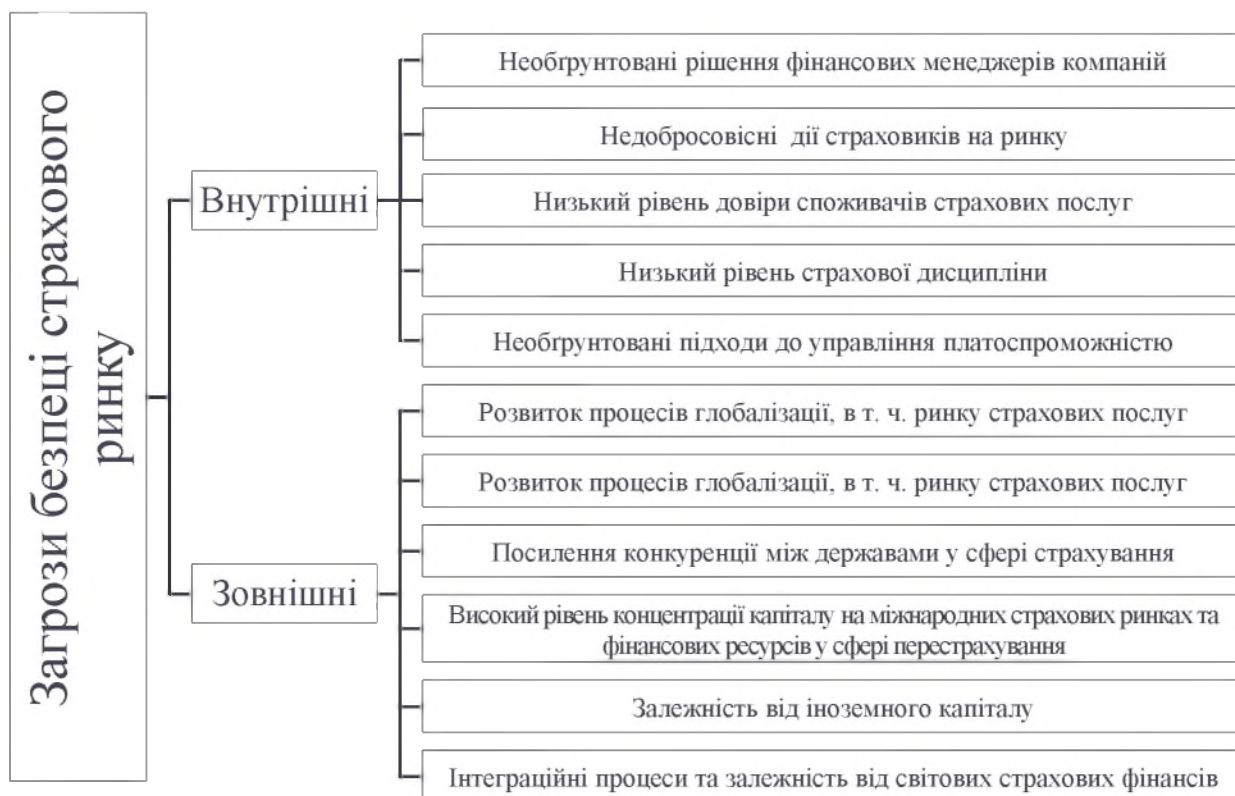 Загрози безпеці страхового
ринку
Внутрішні
Необґрунтовані рішення фінансових менеджерів компаній
Недобросовісні дії страховиків на ринку
Низький рівень довіри споживачів страхових послуг
Низький рівень страхової дисципліни
Необґрунтовані підходи до управління платоспроможністю
Зовнішні
Розвиток процесів глобалізації, в т. ч. ринку страхових послуг
Розвиток процесів глобалізації, в т. ч. ринку страхових послуг
Посилення конкуренції між державами у сфері страхування
Високий рівень концентрації капіталу на міжнародних страхових ринках та
фінансових ресурсів у сфері перестрахування
Залежність від іноземного капіталу
Інтеграційні процеси та залежність від світових страхових фінансів